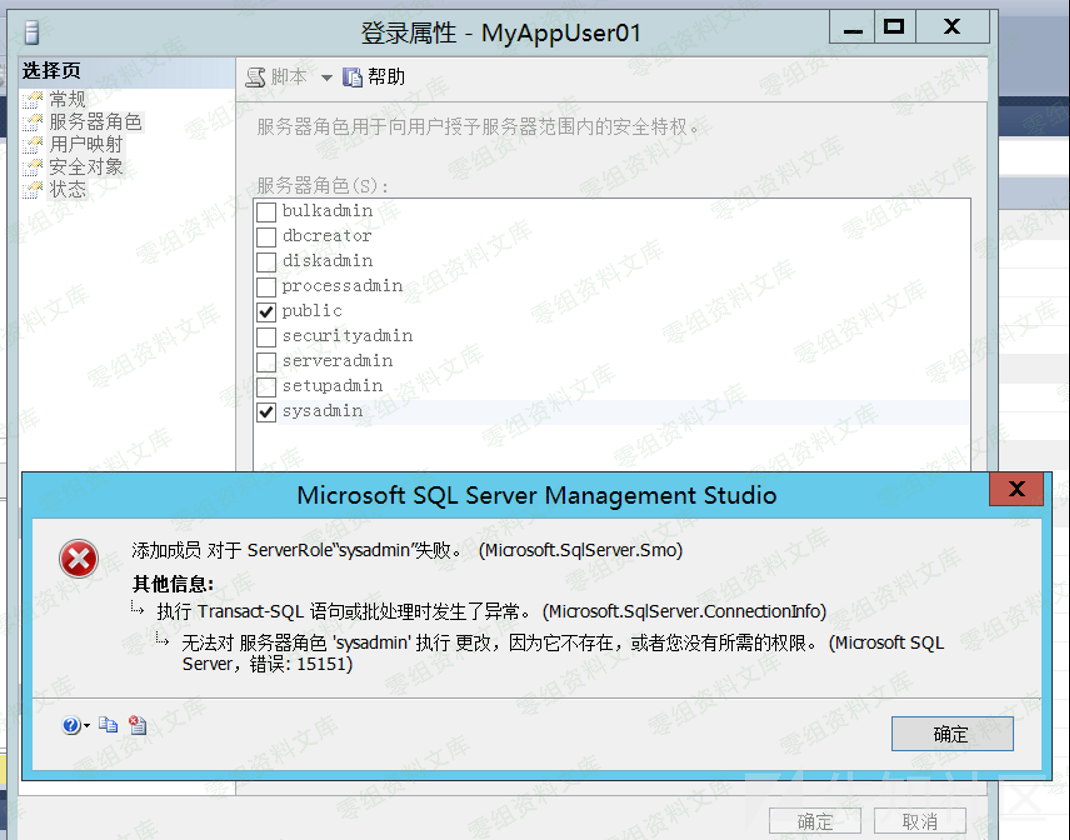 登录属性 - MyAppUser01
选择页
常规
服务器角色
用户映射
安全对象
状态
脚本
帮助
服务器角色用于向用户授予服务器范围内的安全特权。
服务器角色(S):
bulkadmin
dbcreator
diskadmin
processadmin
public
securityadmin
serveradmin
setupadmin
sysadmin
Microsoft SQL Server Management Studio
添加成员 对于 ServerRole“sysadmin”失败。 (Microsoft.SqlServer.Smo)
其他信息:
执行 Transact-SQL 语句或批处理时发生了异常。 (Microsoft.SqlServer.ConnectionInfo)
无法对 服务器角色 'sysadmin' 执行 更改，因为它不存在，或者您没有所需的权限。 (Microsoft SQL
Server，错误: 15151)
确定
确定
取消
零组资料文库